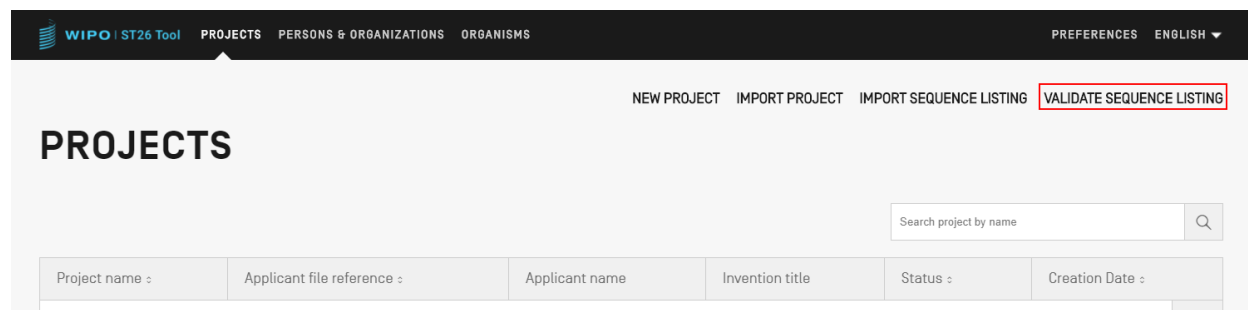 WIPO | ST26 Tool PROJECTS PERSONS & ORGANIZATIONS ORGANISMS PREFERENCES ENGLISH
NEW PROJECT IMPORT PROJECT IMPORT SEQUENCE LISTING VALIDATE SEQUENCE LISTING
PROJECTS
Search project by name
Project name Applicant file reference Applicant name Invention title Status Creation Date